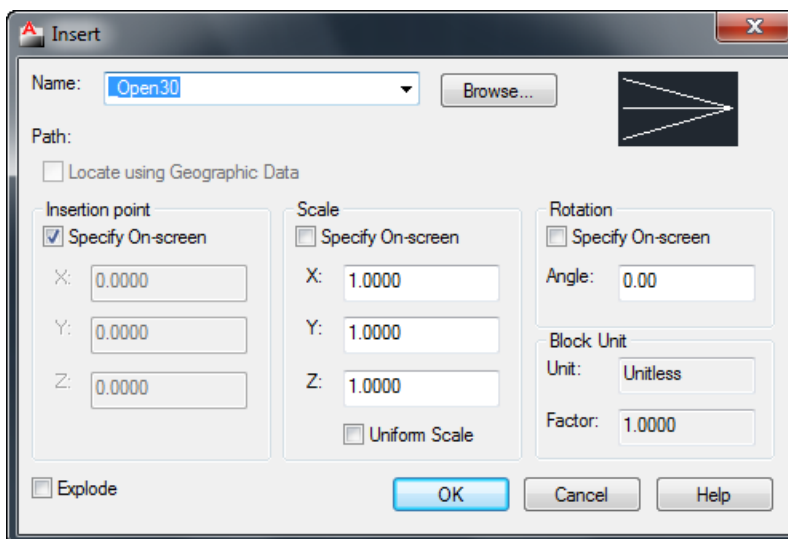 Insert
Name: _Open30 Browse...
Path:
Locate using Geographic Data
Insertion point
Specify On-screen
X: 0.0000
Y: 0.0000
Z: 0.0000
Scale
Specify On-screen
X: 1.0000
Y: 1.0000
Z: 1.0000
Uniform Scale
Rotation
Specify On-screen
Angle: 0.00
Block Unit
Unit: Unitless
Factor: 1.0000
Explode
OK Cancel Help